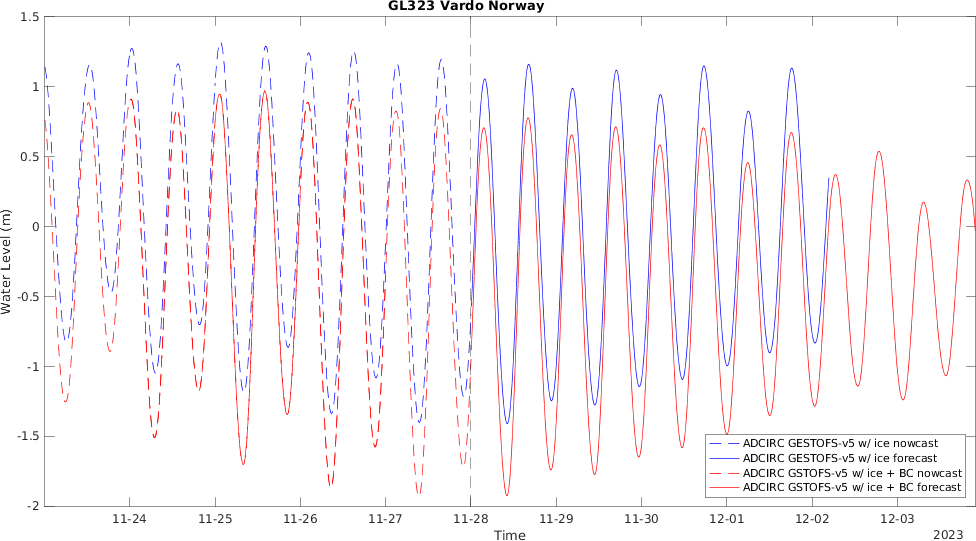 GL323 Vardo Norway
1.5
1
0.5
0
-0.5
-1
-1.5
-2
Water Level (m)
11-24
11-25
11-26
11-27
11-28
11-29
11-30
12-01
12-02
12-03
Time
2023
ADCIRC GESTOFS-v5 w/ ice nowcast
ADCIRC GESTOFS-v5 w/ ice forecast
ADCIRC GSTOFS-v5 w/ ice + BC nowcast
ADCIRC GSTOFS-v5 w/ ice + BC forecast